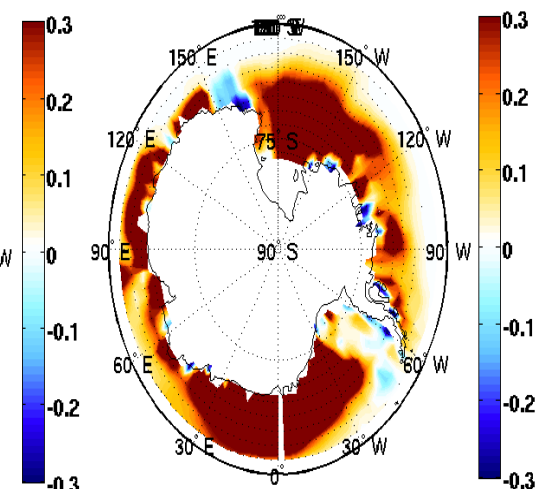 0.3
0.2
0.1
0
-0.1
-0.2
-0.3
W
150° E
150° W
120° E
120° W
75° S
90° E
90° S
90° W
60° E
60° W
30° E
30° W
0°
0.3
0.2
0.1
0
-0.1
-0.2
-0.3